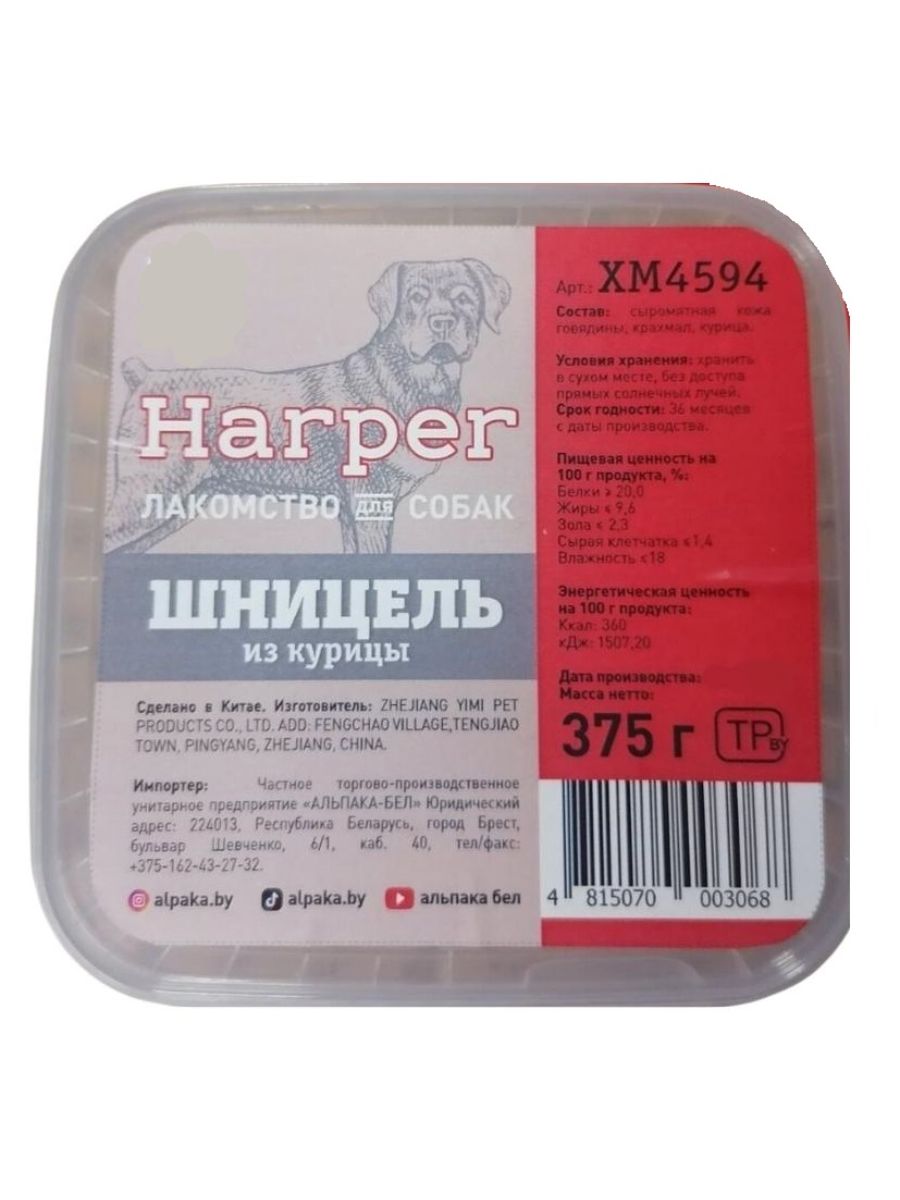 Harper
ЛАКОМСТВО для СОБАК
ШНИЦЕЛЬ
из курицы
Сделано в Китае. Изготовитель: ZHEJIANG YIMI PET
PRODUCTS CO., LTD. ADD: FENGCHAO VILLAGE,TENGJIAO
TOWN, PINGYANG, ZHEJIANG, CHINA.
Импортер: Частное торгово-производственное
унитарное предприятие «АЛЬПАКА-БЕЛ» Юридический
адрес: 224013, Республика Беларусь, город Брест,
бульвар Шевченко, 6/1, каб. 40, тел/факс:
+375-162-43-27-32.
alpaka.by alpaka.by альпака бел
Арт.: ХМ4594
Состав: сыромятная кожа
говядины, крахмал, курица.
Условия хранения: хранить
в сухом месте, без доступа
прямых солнечных лучей.
Срок годности: 36 месяцев
с даты производства.
Пищевая ценность на
100 г продукта, %:
Белки ≥ 20,0
Жиры ≤ 9,6
Зола ≤ 2,3
Сырая клетчатка ≤1,4
Влажность ≤18
Энергетическая ценность
на 100 г продукта:
Ккал: 360
кДж: 1507,20
Дата производства:
Масса нетто:
375 г ТР BY
4 815070 003068